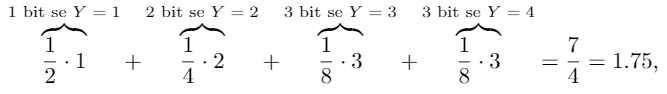 1 bit se Y = 1 2 bit se Y = 2 3 bit se Y = 3 3 bit se Y = 4
1/2 · 1 + 1/4 · 2 + 1/8 · 3 + 1/8 · 3 = 7/4 = 1.75,